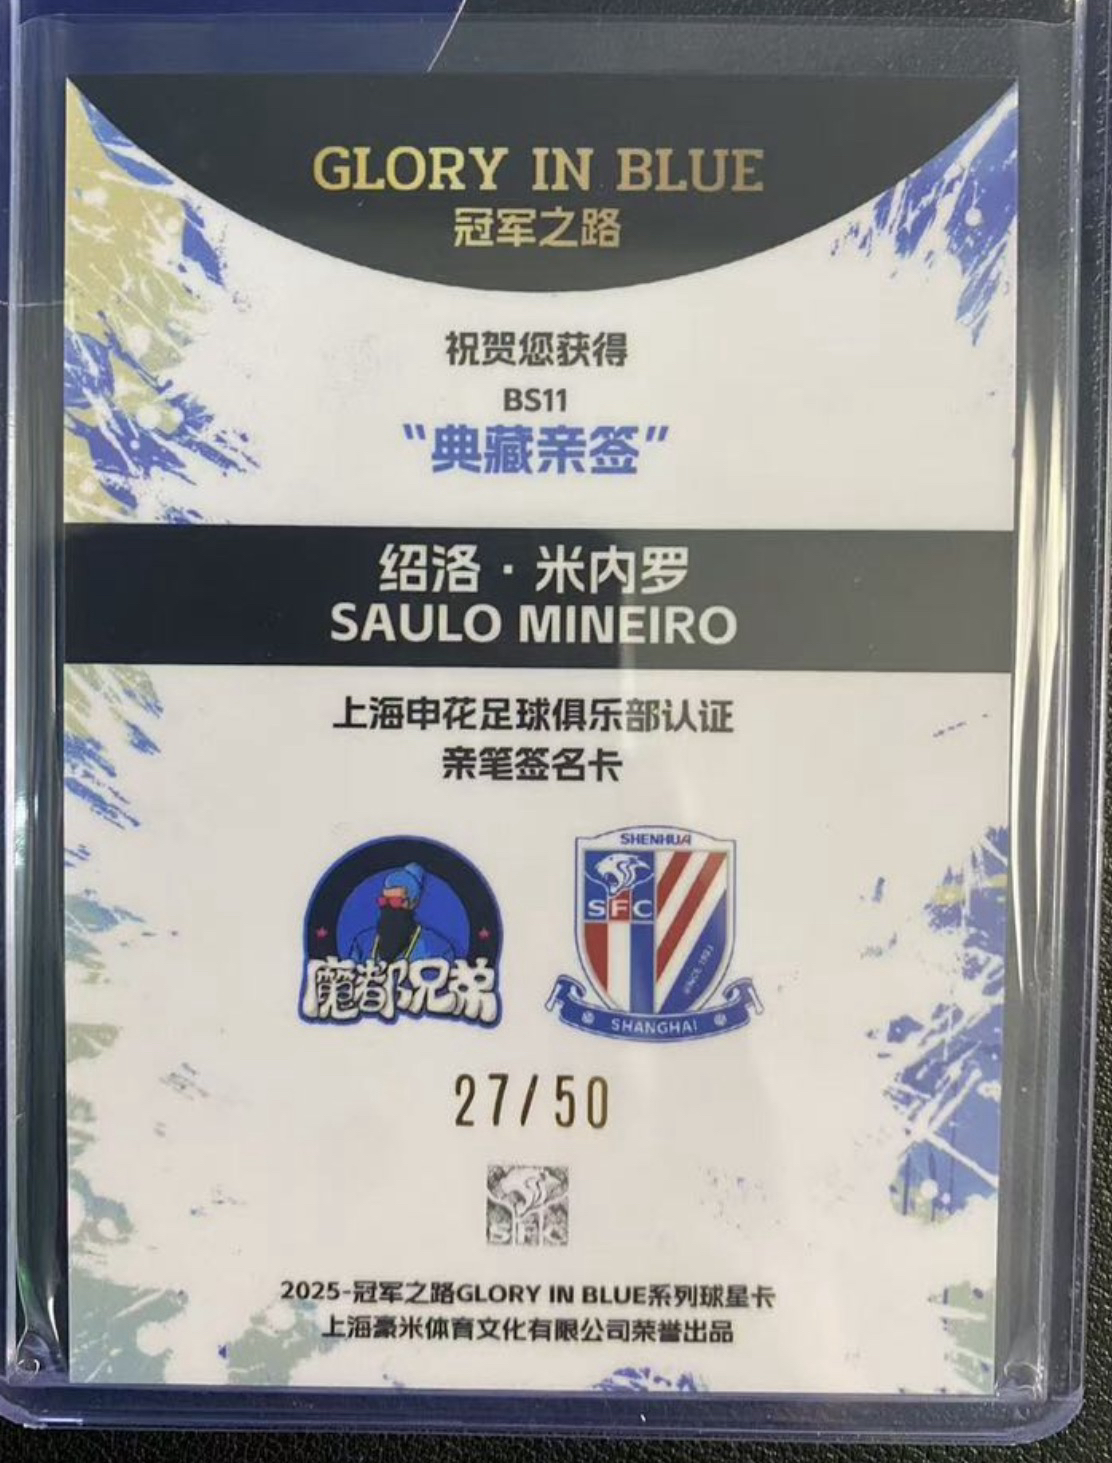 GLORY IN BLUE
冠军之路
祝贺您获得
BS11
“典藏亲签”
绍洛·米内罗
SAULO MINEIRO
上海申花足球俱乐部认证
亲笔签名卡
魔都兄弟
SHENHUA
SFC
SINCE 1993
SHANGHAI
27/50
SFC
2025-冠军之路GLORY IN BLUE系列球星卡
上海豪米体育文化有限公司荣誉出品